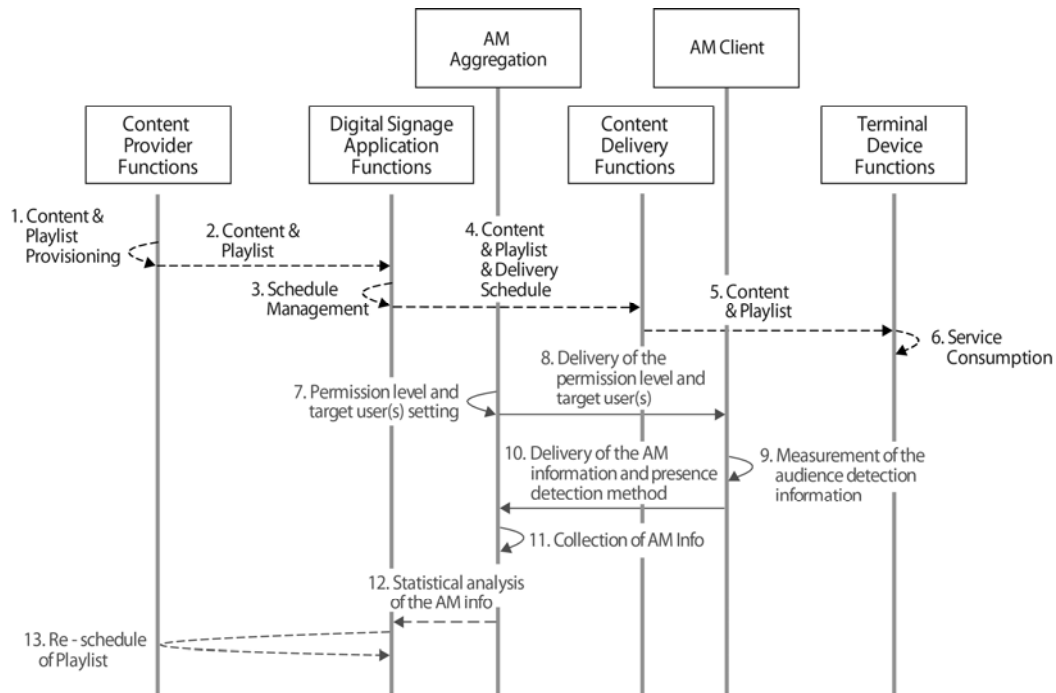 AM
Aggregation
AM Client
Content
Provider
Functions
Digital Signage
Application
Functions
Content
Delivery
Functions
Terminal
Device
Functions
1. Content &
Playlist
Provisioning
2. Content &
Playlist
3. Schedule
Management
4. Content
& Playlist
& Delivery
Schedule
5. Content
& Playlist
6. Service
Consumption
7. Permission level and
target user(s) setting
8. Delivery of the
permission level and
target user(s)
9. Measurement of the
audience detection
information
10. Delivery of the AM
information and presence
detection method
11. Collection of AM Info
12. Statistical analysis
of the AM info
13. Re - schedule
of Playlist